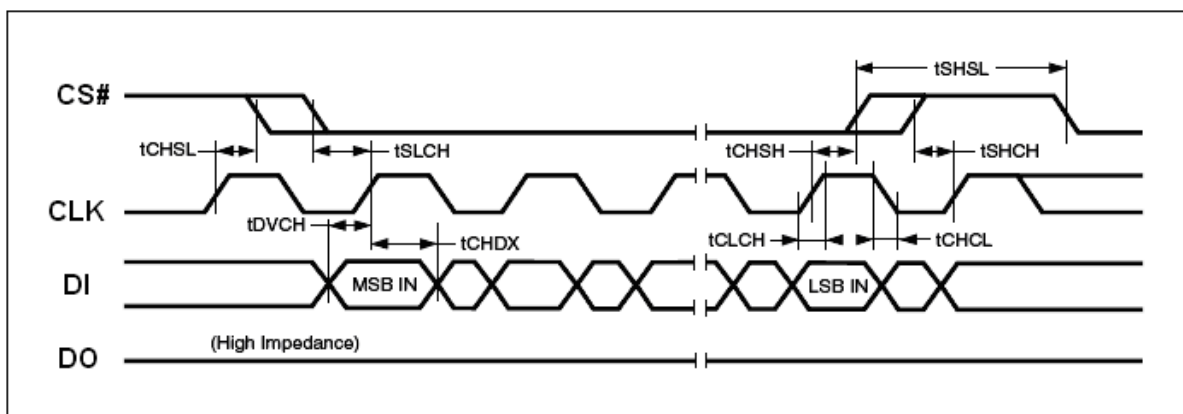 tSHSL
CS#
tCHSL
tSLCH
tCHSH
tSHCH
CLK
tDVCH
tCHDX
tCLCH
tCHCL
DI
MSB IN
LSB IN
(High Impedance)
DO